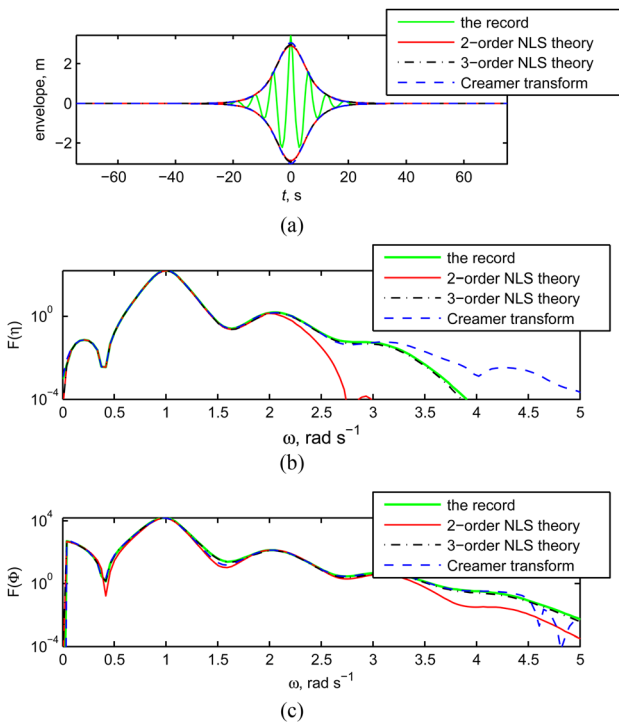 the record
2−order NLS theory
3−order NLS theory
Creamer transform
envelope, m
2
0
−2
−60 −40 −20 0 20 40 60
t, s
(a)
the record
2−order NLS theory
3−order NLS theory
Creamer transform
F(η)
10⁰
10⁻⁴
0 0.5 1 1.5 2 2.5 3 3.5 4 4.5 5
ω, rad s⁻¹
(b)
the record
2−order NLS theory
3−order NLS theory
Creamer transform
F(Φ)
10⁴
10⁰
10⁻⁴
0 0.5 1 1.5 2 2.5 3 3.5 4 4.5 5
ω, rad s⁻¹
(c)